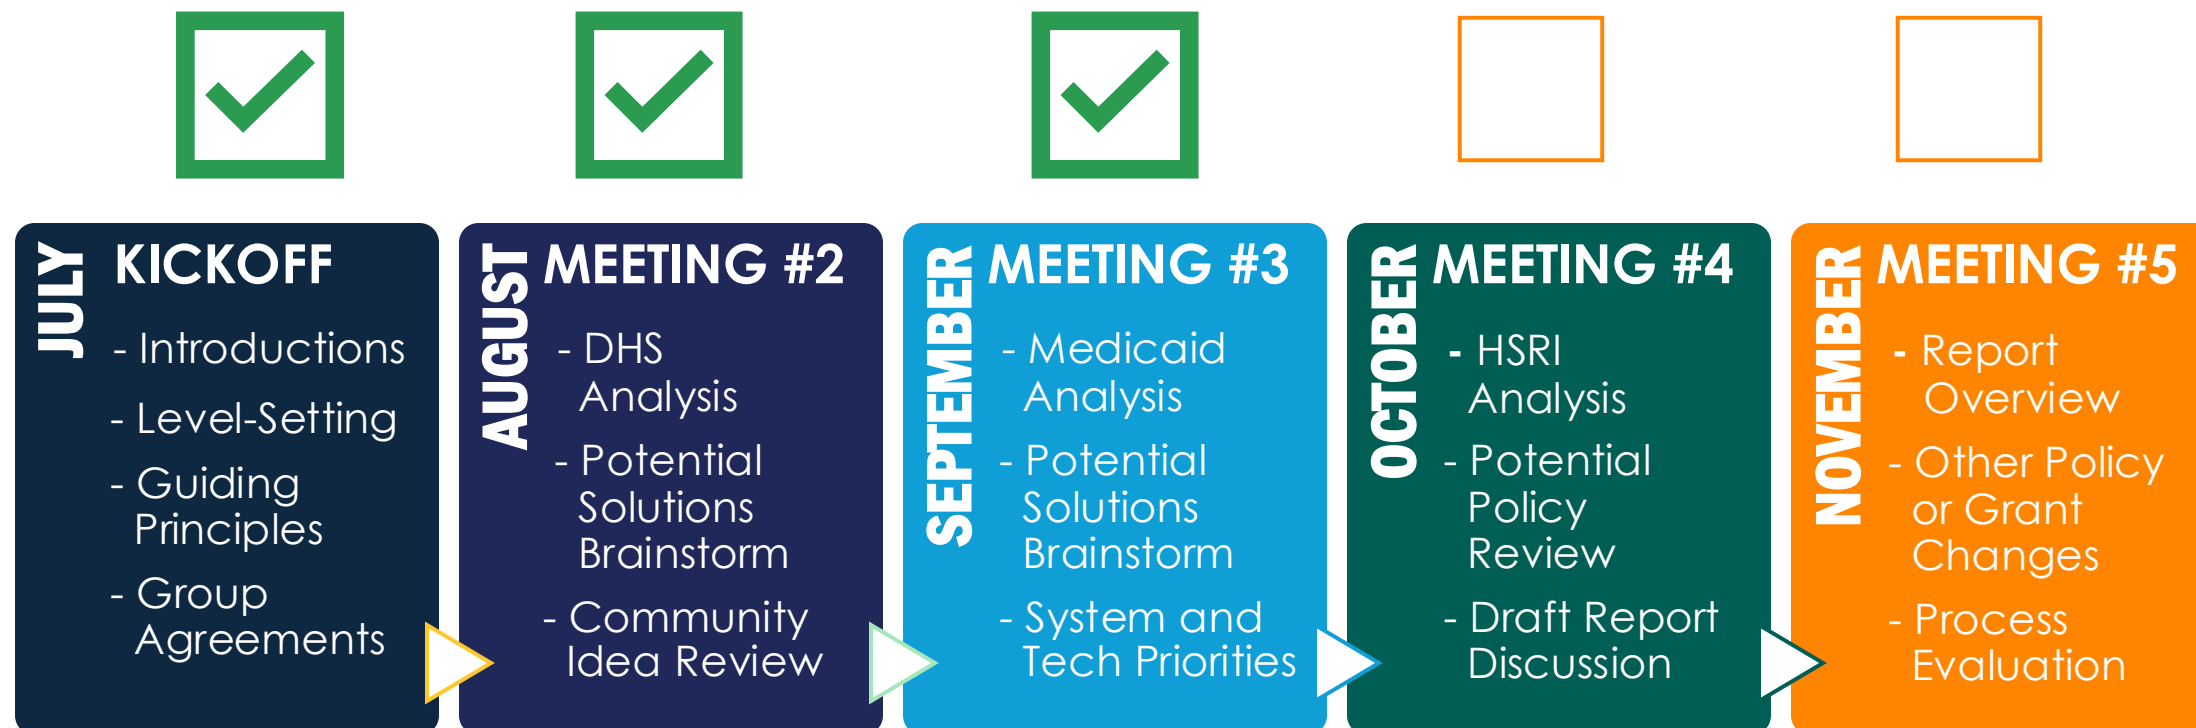 JULY
KICKOFF
- Introductions
- Level-Setting
- Guiding
Principles
- Group
Agreements
AUGUST
MEETING #2
- DHS
Analysis
- Potential
Solutions
Brainstorm
- Community
Idea Review
SEPTEMBER
MEETING #3
- Medicaid
Analysis
- Potential
Solutions
Brainstorm
- System and
Tech Priorities
OCTOBER
MEETING #4
- HSRI
Analysis
- Potential
Policy
Review
- Draft Report
Discussion
NOVEMBER
MEETING #5
- Report
Overview
- Other Policy
or Grant
Changes
- Process
Evaluation